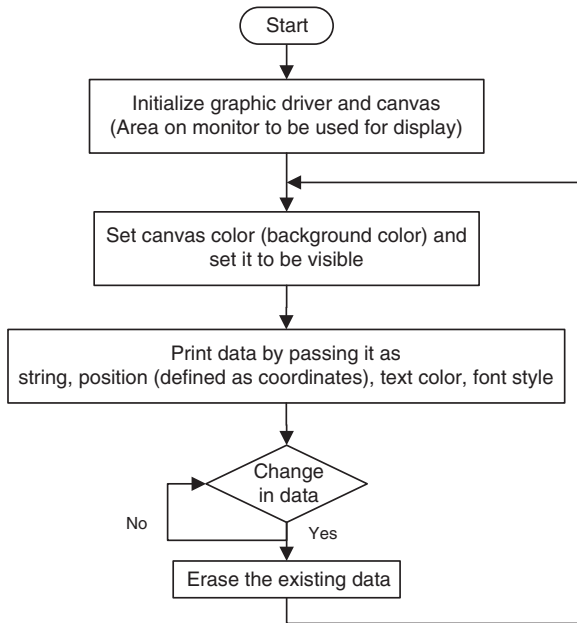 Start
Initialize graphic driver and canvas
(Area on monitor to be used for display)
Set canvas color (background color) and
set it to be visible
Print data by passing it as
string, position (defined as coordinates), text color, font style
Change
in data
No
Yes
Erase the existing data